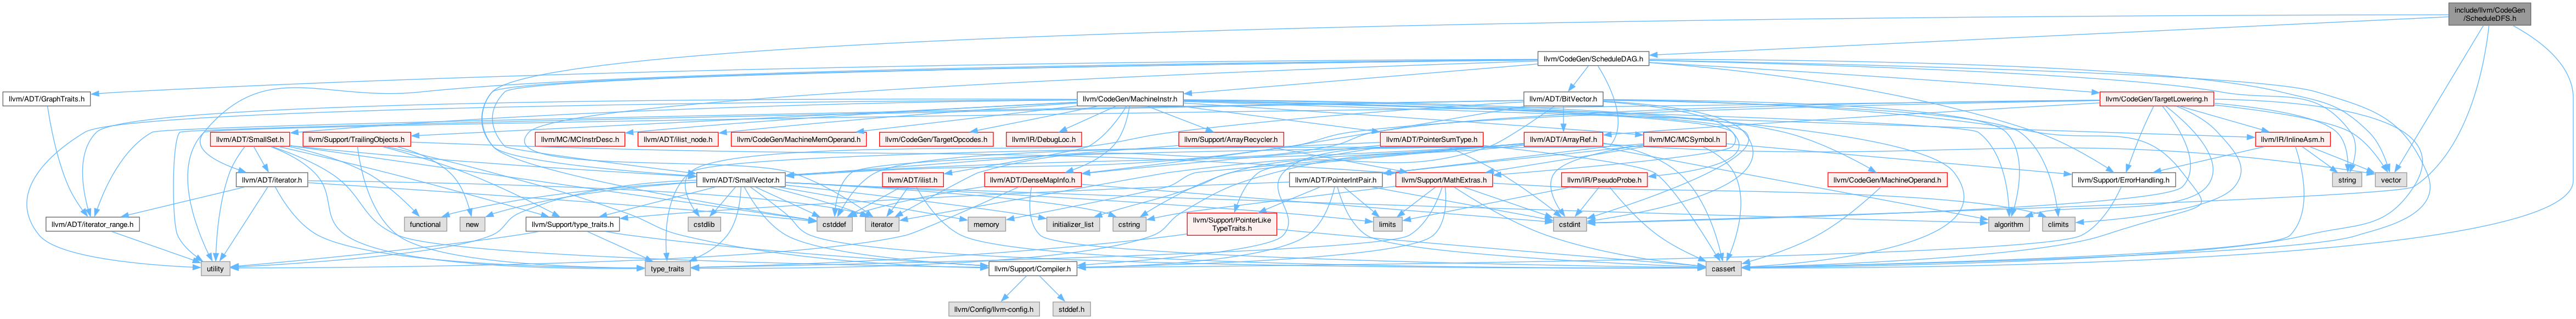 include/llvm/CodeGen
/ScheduleDFS.h
llvm/CodeGen/ScheduleDAG.h
llvm/ADT/GraphTraits.h
llvm/CodeGen/MachineInstr.h
llvm/ADT/BitVector.h
llvm/CodeGen/TargetLowering.h
llvm/ADT/SmallSet.h
llvm/Support/TrailingObjects.h
llvm/MC/MCInstrDesc.h
llvm/ADT/ilist_node.h
llvm/CodeGen/MachineMemOperand.h
llvm/CodeGen/TargetOpcodes.h
llvm/IR/DebugLoc.h
llvm/Support/ArrayRecycler.h
llvm/ADT/PointerSumType.h
llvm/ADT/ArrayRef.h
llvm/MC/MCSymbol.h
llvm/IR/InlineAsm.h
llvm/ADT/iterator.h
llvm/ADT/SmallVector.h
llvm/ADT/ilist.h
llvm/ADT/DenseMapInfo.h
llvm/ADT/PointerIntPair.h
llvm/Support/MathExtras.h
llvm/IR/PseudoProbe.h
llvm/CodeGen/MachineOperand.h
llvm/Support/ErrorHandling.h
string
vector
llvm/ADT/iterator_range.h
functional
new
llvm/Support/type_traits.h
cstdlib
cstddef
iterator
memory
initializer_list
cstring
llvm/Support/PointerLike
TypeTraits.h
limits
cstdint
algorithm
climits
utility
type_traits
llvm/Support/Compiler.h
cassert
llvm/Config/llvm-config.h
stddef.h